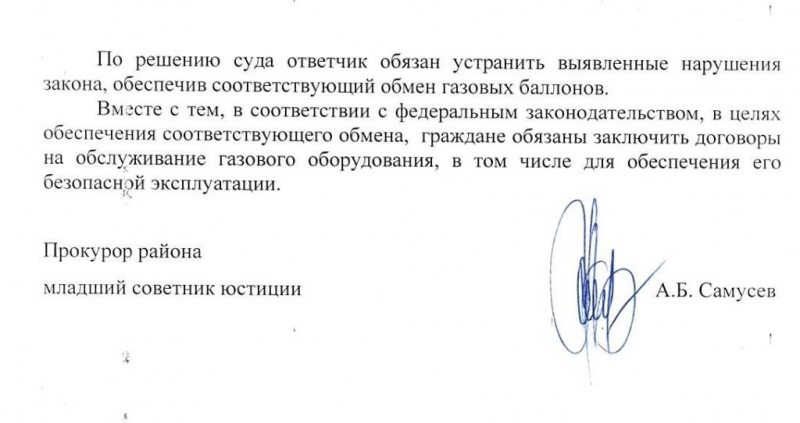 По решению суда ответчик обязан устранить выявленные нарушения
закона, обеспечив соответствующий обмен газовых баллонов.
Вместе с тем, в соответствии с федеральным законодательством, в целях
обеспечения соответствующего обмена, граждане обязаны заключить договоры
на обслуживание газового оборудования, в том числе для обеспечения его
безопасной эксплуатации.
Прокурор района
младший советник юстиции
А.Б. Самусев